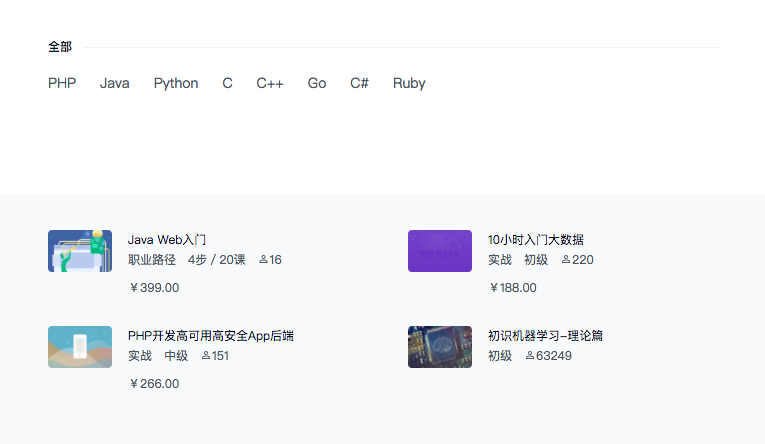 全部
PHP Java Python C C++ Go C# Ruby
Java Web入门
职业路径 4步 / 20课 16
￥399.00
10小时入门大数据
实战 初级 220
￥188.00
PHP开发高可用高安全App后端
实战 中级 151
￥266.00
初识机器学习-理论篇
初级 63249